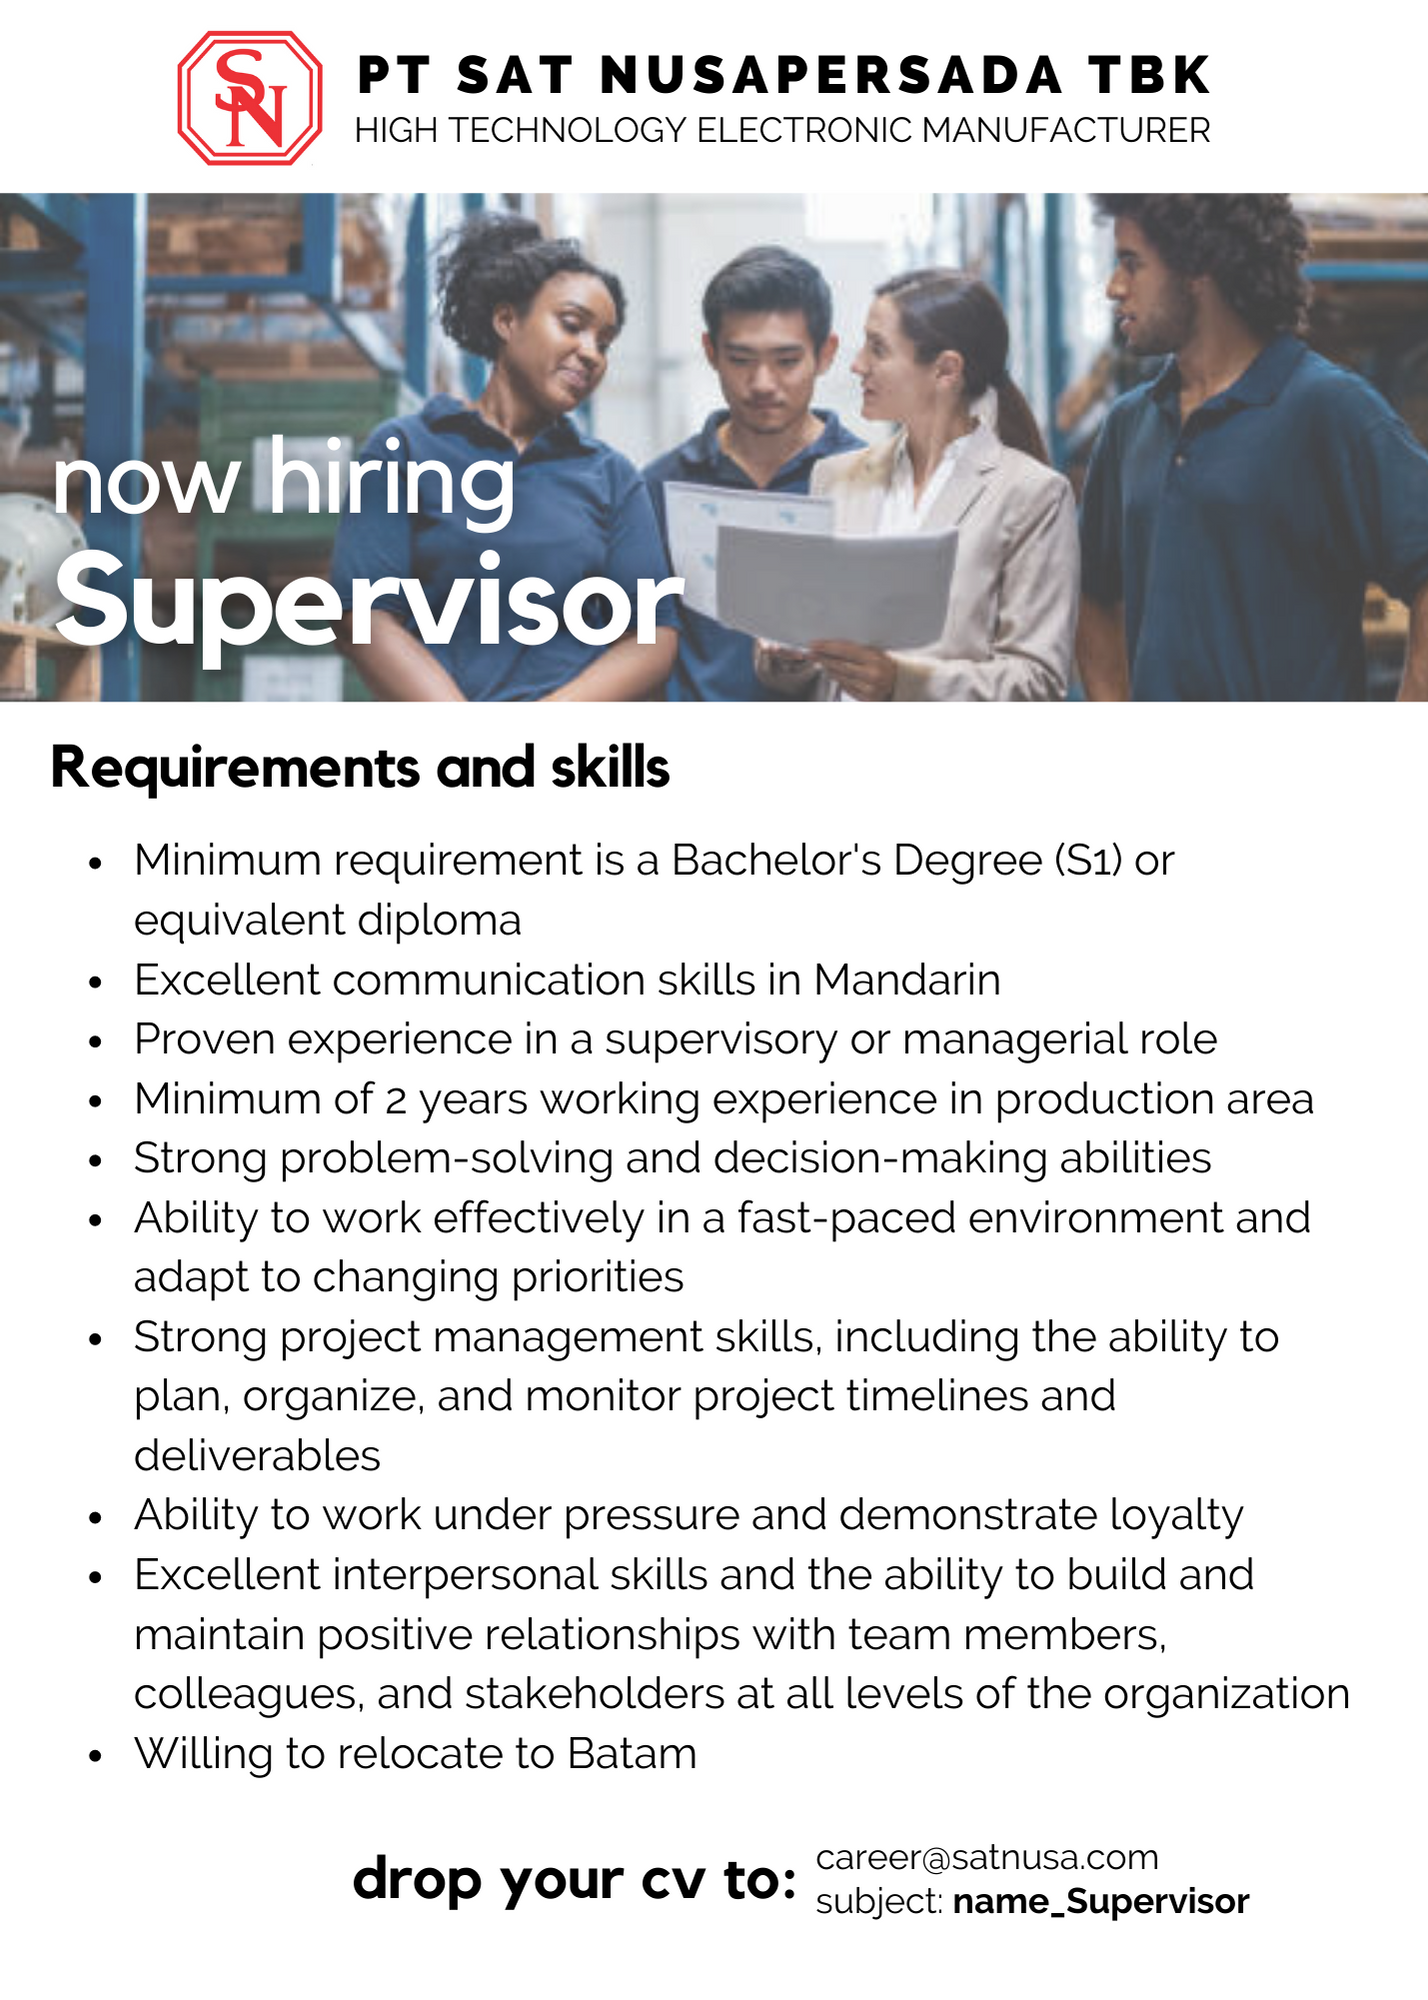 SN
PT SAT NUSAPERSADA TBK
HIGH TECHNOLOGY ELECTRONIC MANUFACTURER
now hiring
Supervisor
Requirements and skills
• Minimum requirement is a Bachelor's Degree (S1) or
equivalent diploma
• Excellent communication skills in Mandarin
• Proven experience in a supervisory or managerial role
• Minimum of 2 years working experience in production area
• Strong problem-solving and decision-making abilities
• Ability to work effectively in a fast-paced environment and
adapt to changing priorities
• Strong project management skills, including the ability to
plan, organize, and monitor project timelines and
deliverables
• Ability to work under pressure and demonstrate loyalty
• Excellent interpersonal skills and the ability to build and
maintain positive relationships with team members,
colleagues, and stakeholders at all levels of the organization
• Willing to relocate to Batam
drop your cv to:
career@satnusa.com
subject: name_Supervisor